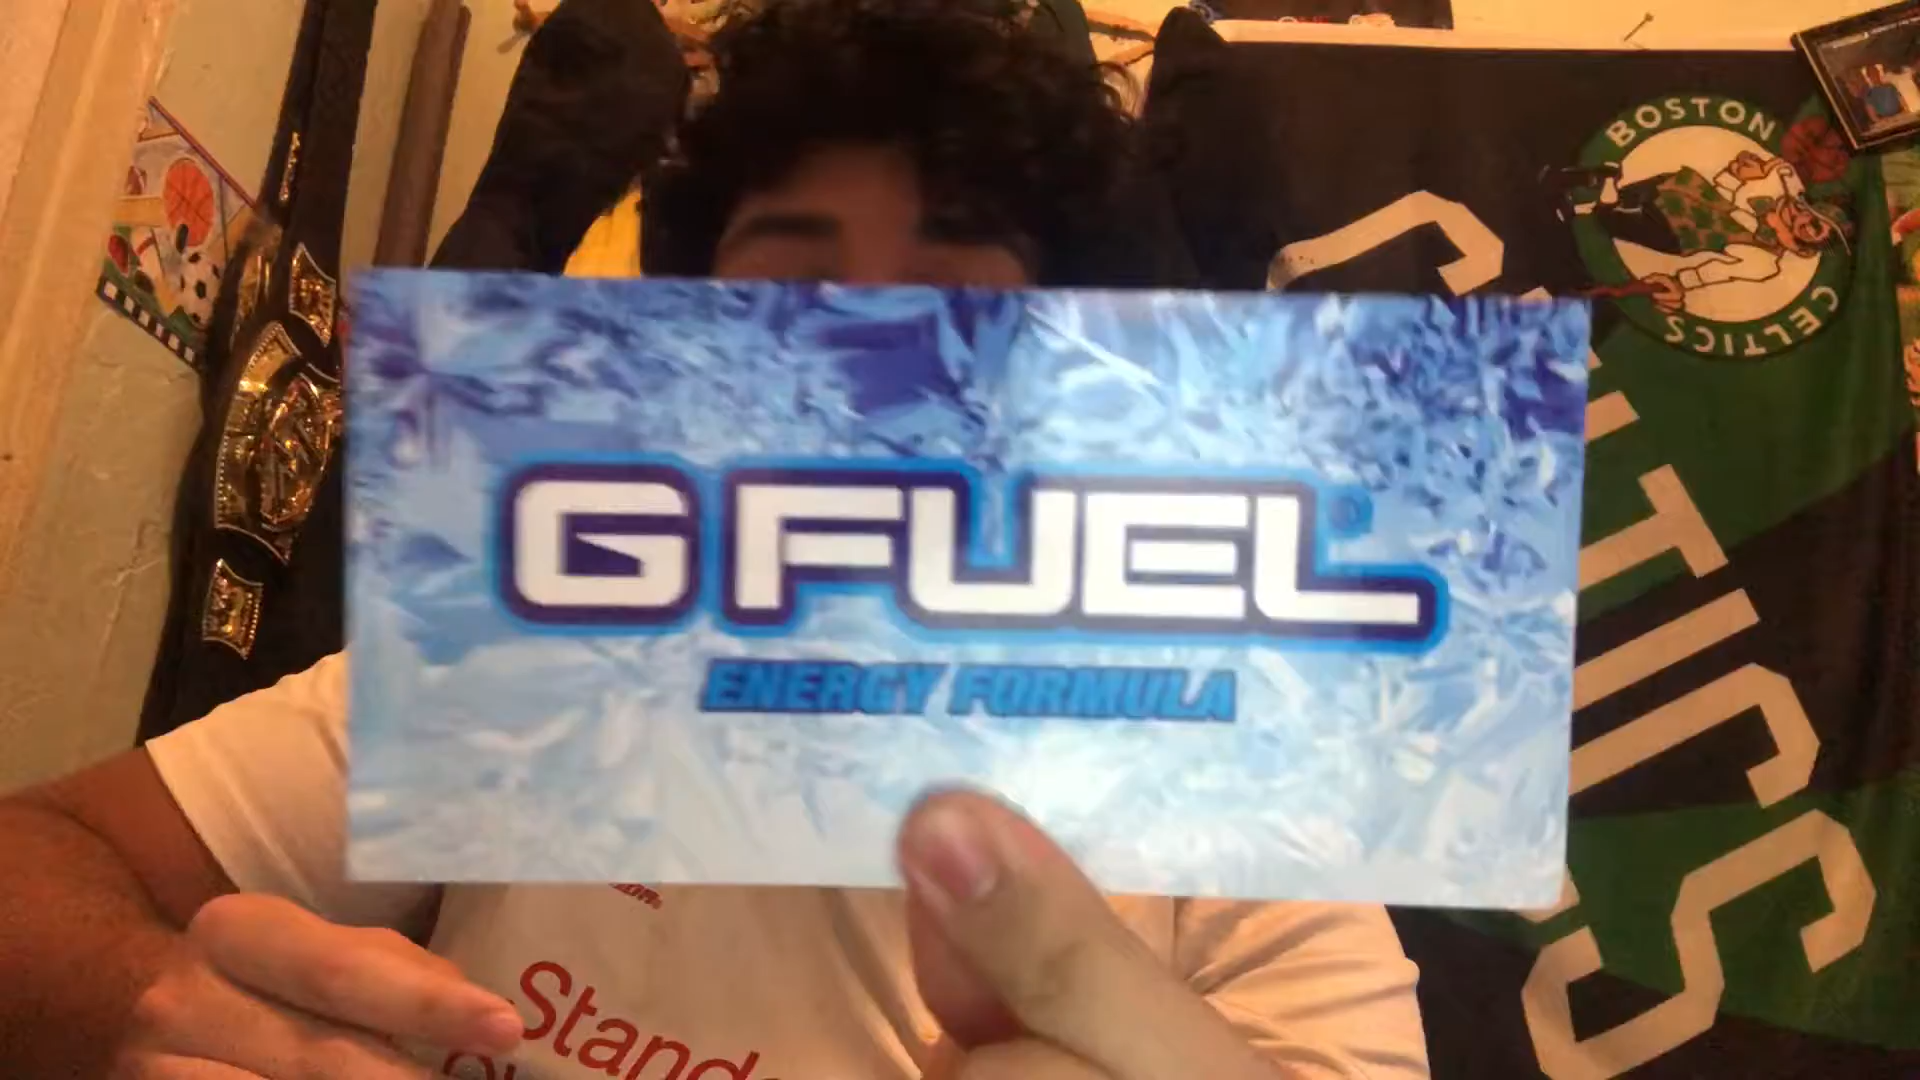 BOSTON
CELTICS
CELTICS
G FUEL
ENERGY FORMULA
Stand